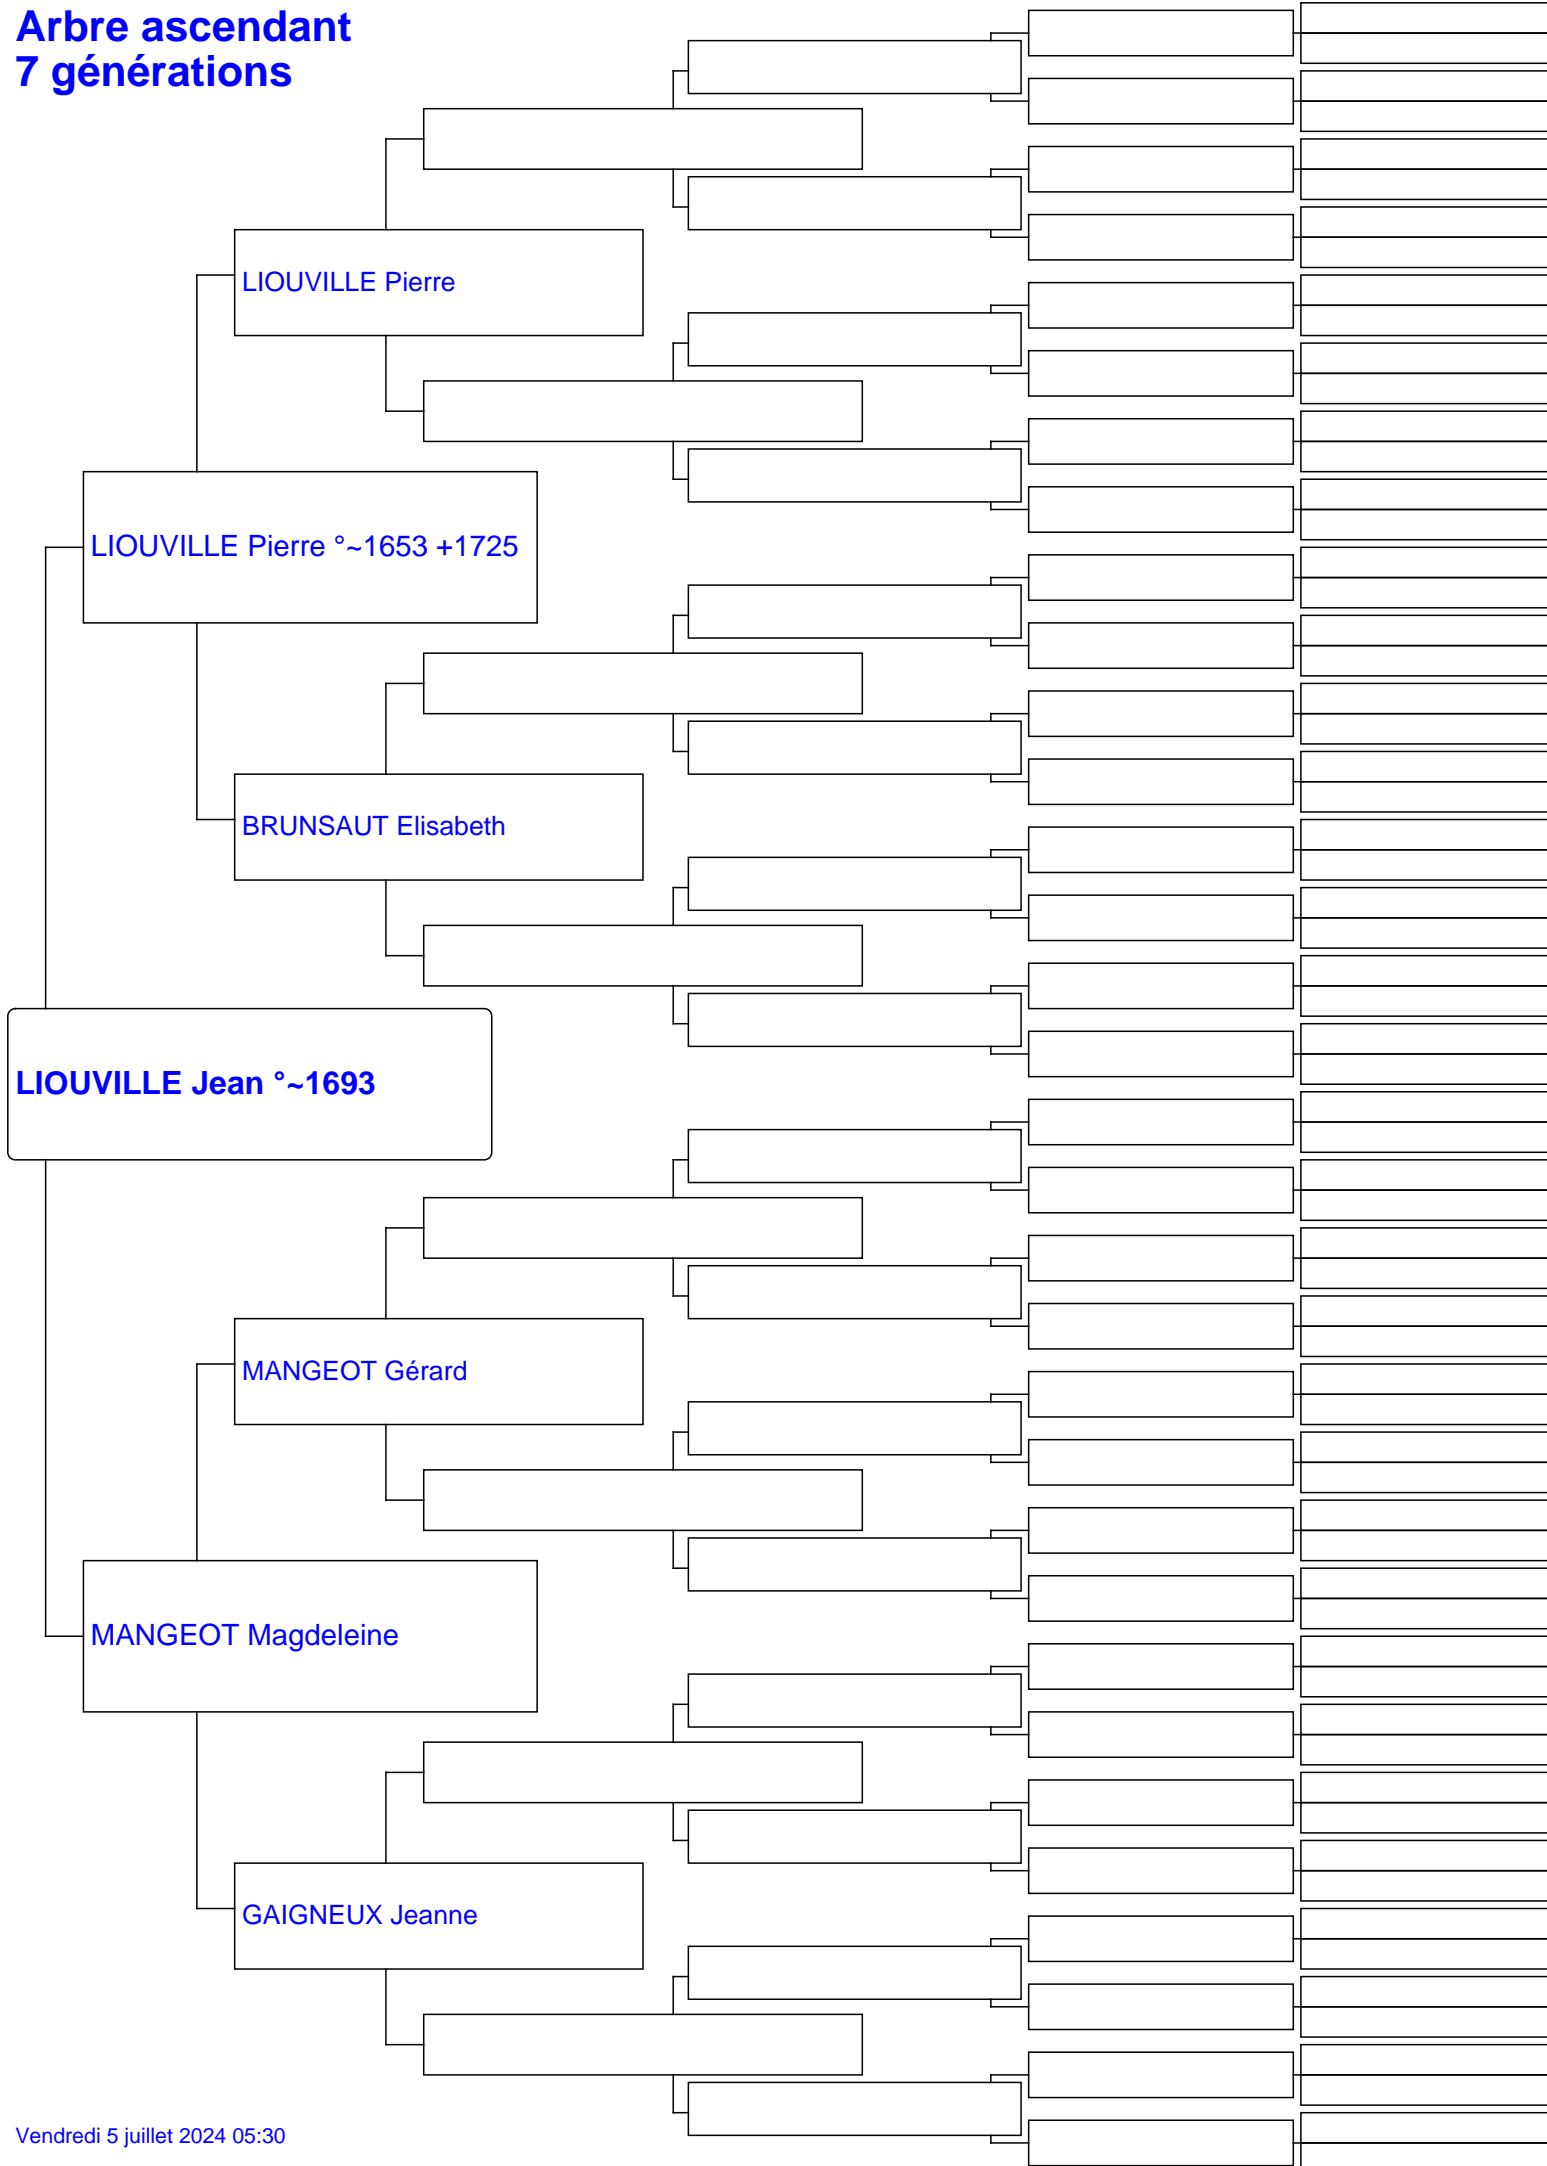 Arbre ascendant
7 générations
LIOUVILLE Pierre
LIOUVILLE Pierre °~1653 +1725
BRUNSAUT Elisabeth
LIOUVILLE Jean °~1693
MANGEOT Gérard
MANGEOT Magdeleine
GAIGNEUX Jeanne
Vendredi 5 juillet 2024 05:30